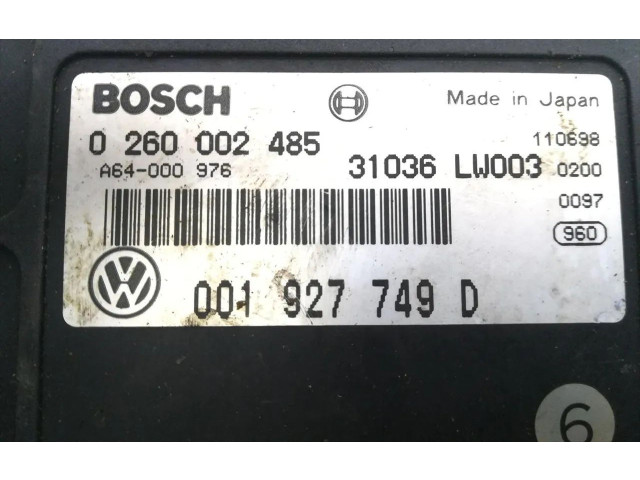 BOSCH Made in Japan
0 260 002 485 110698
A64-000 976 31036 LW003 0200
0097
960
VW 001 927 749 D
6